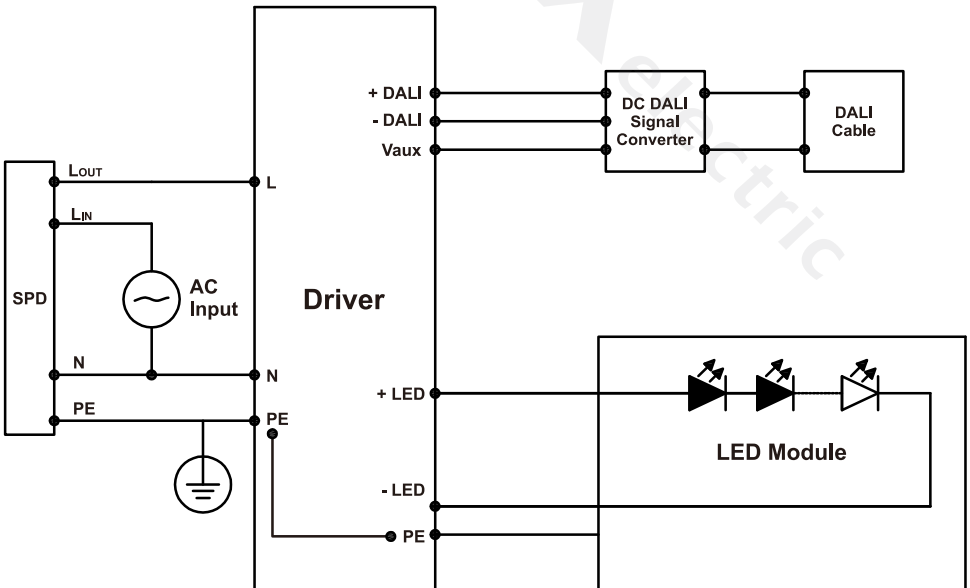 + DALI
- DALI
Vaux
DC DALI
Signal
Converter
DALI
Cable
LOUT
L
LIN
SPD
AC
Input
Driver
N
N
PE
PE
+ LED
LED Module
- LED
PE
electric